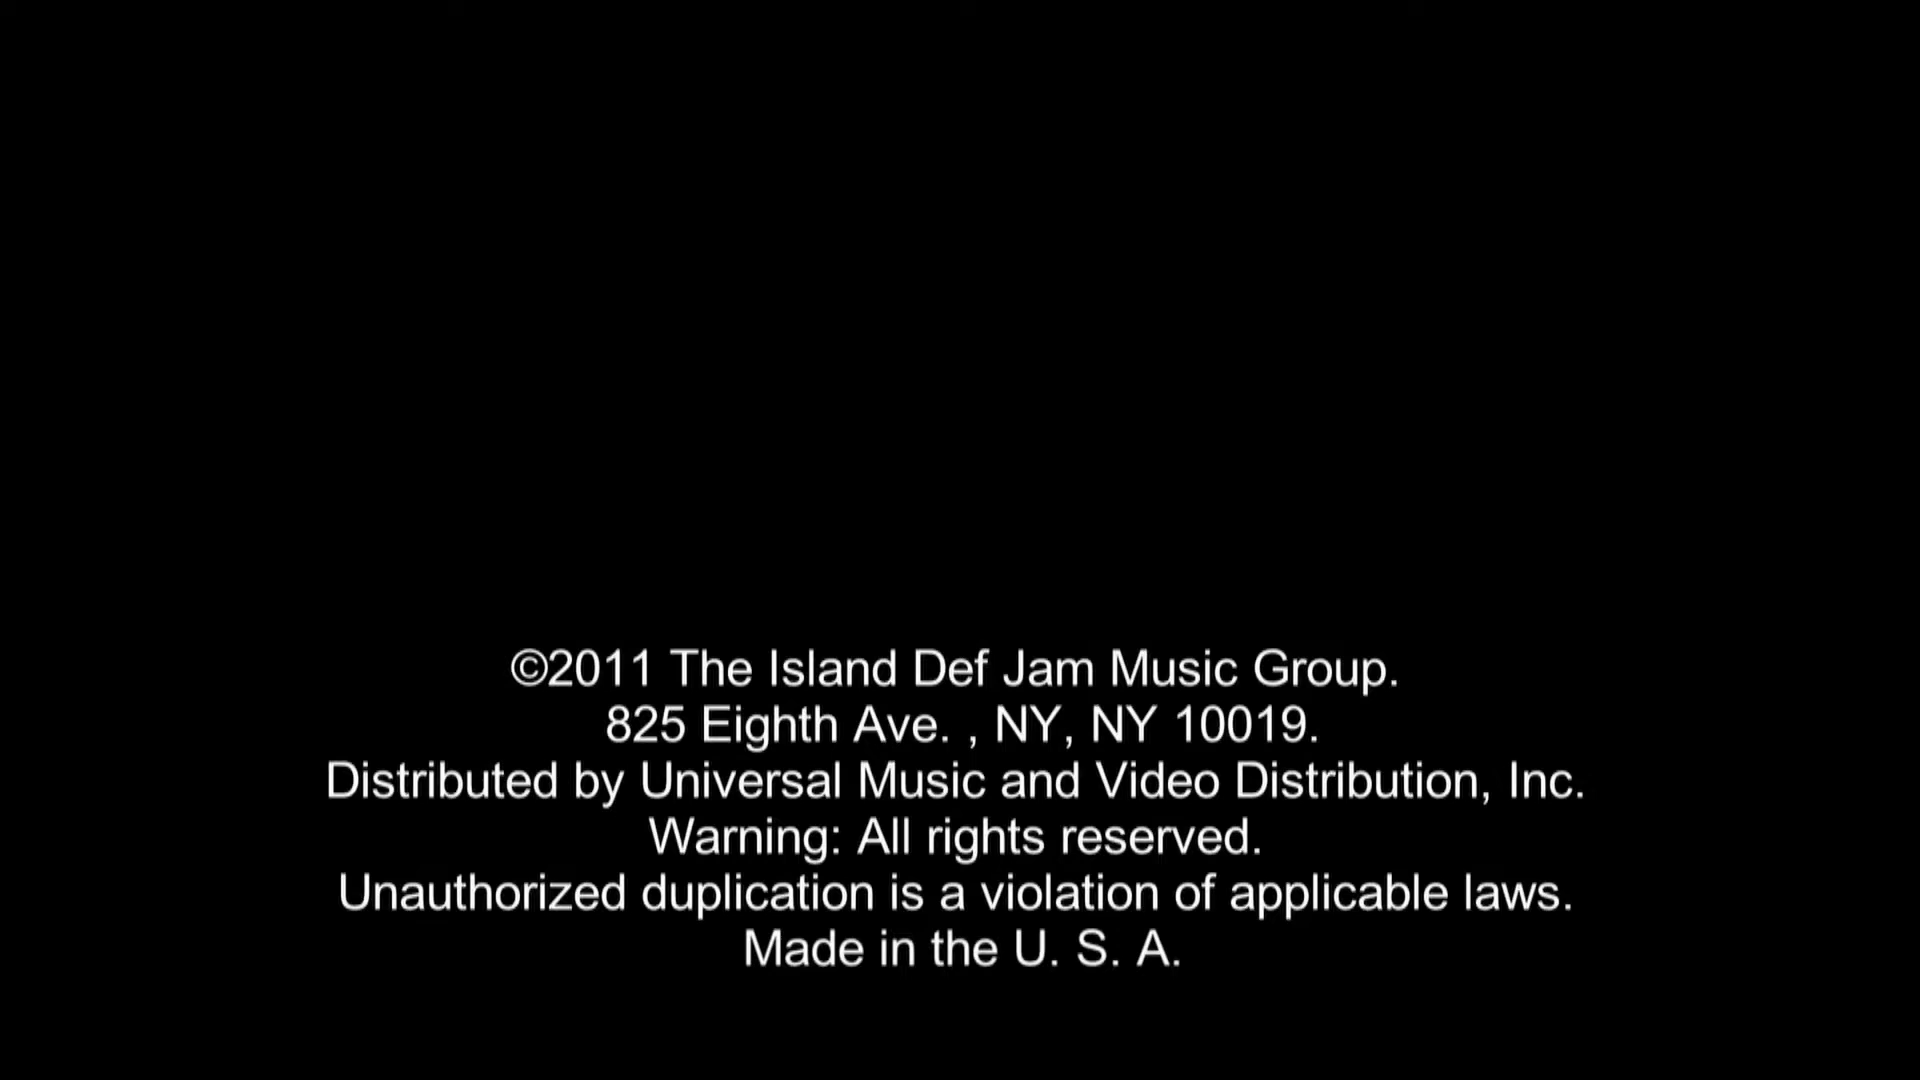 ©2011 The Island Def Jam Music Group.
825 Eighth Ave. , NY, NY 10019.
Distributed by Universal Music and Video Distribution, Inc.
Warning: All rights reserved.
Unauthorized duplication is a violation of applicable laws.
Made in the U. S. A.